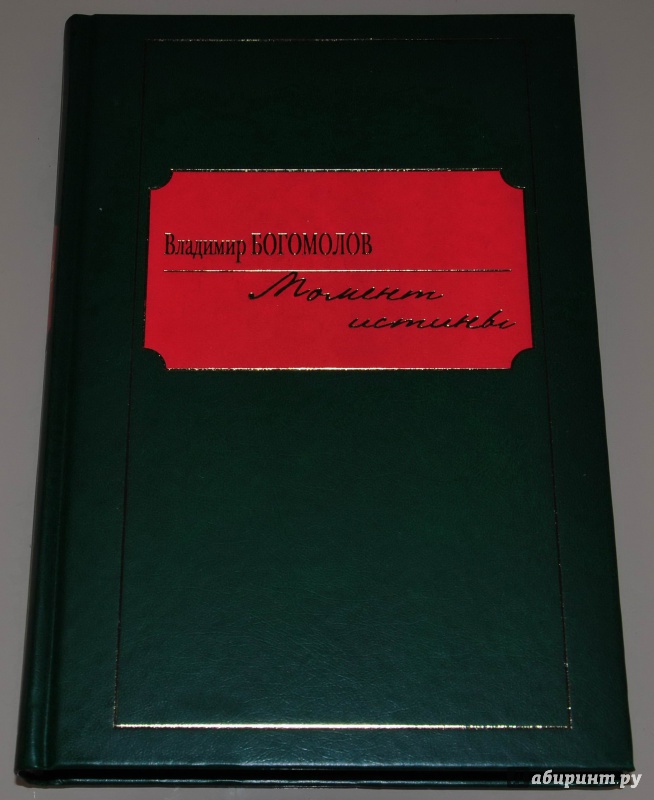 Владимир БОГОМОЛОВ
Момент
истины
абиринт.ру